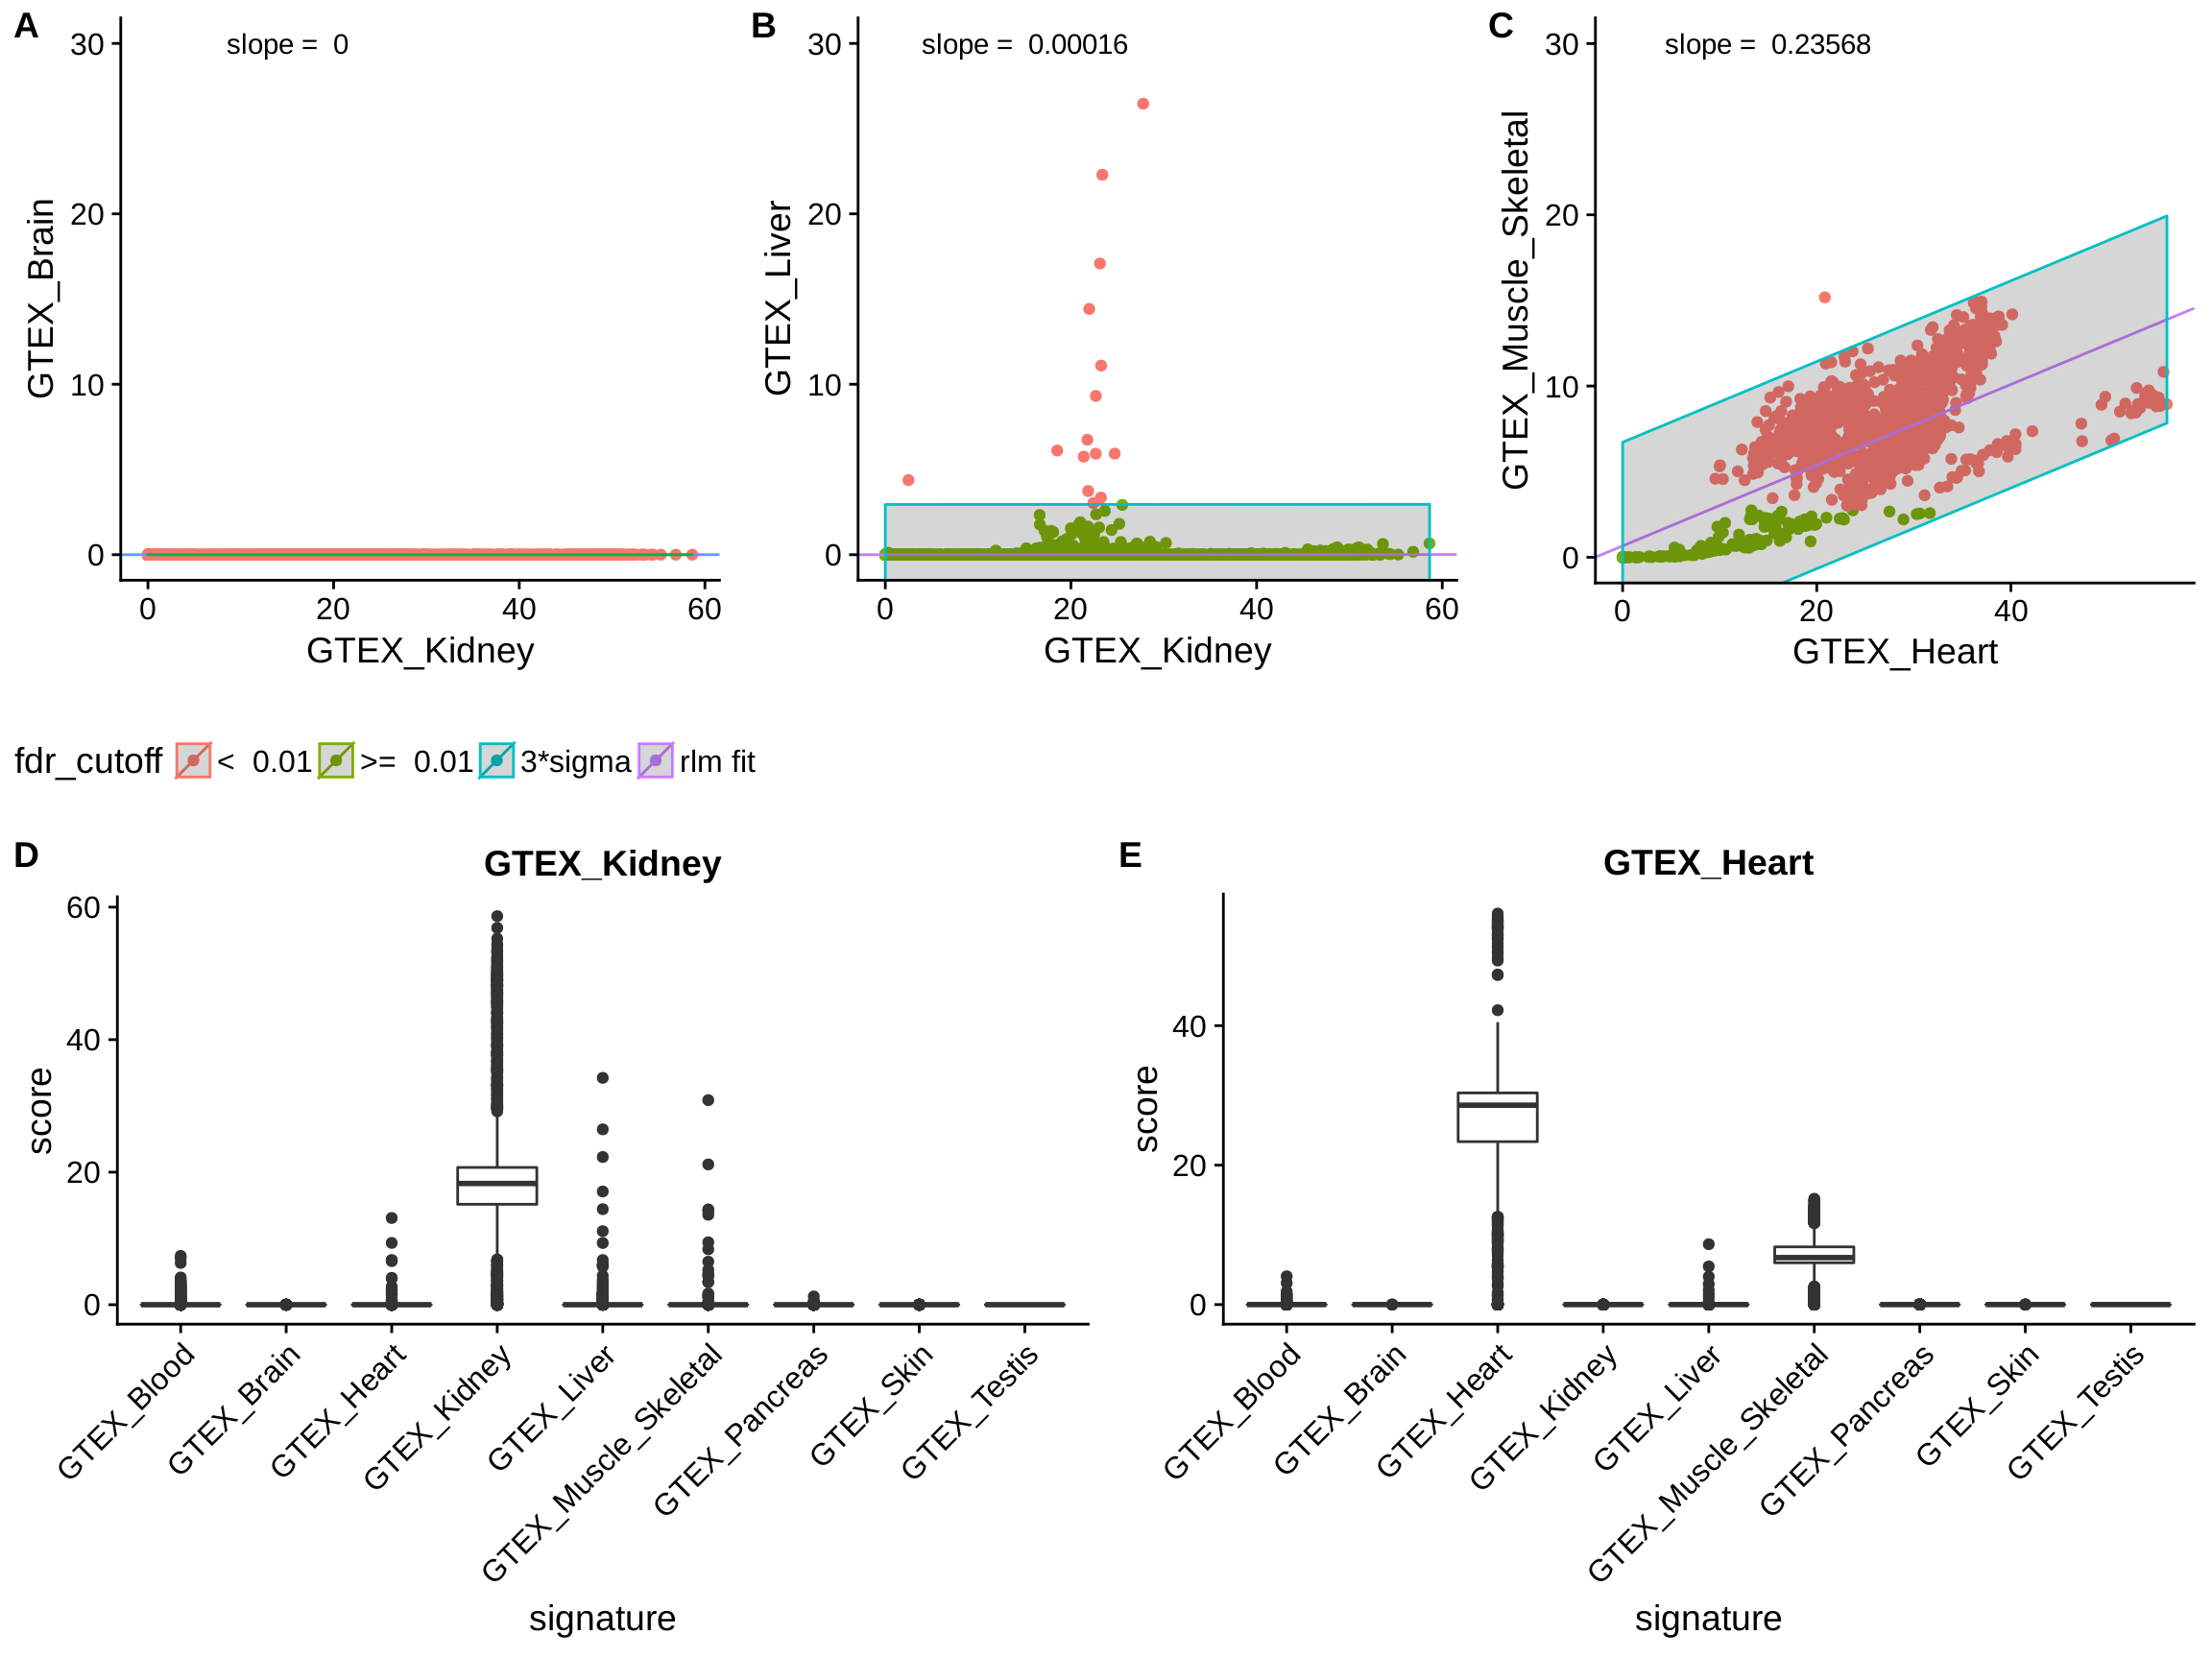 A
slope =  0
30
20
10
0
GTEX_Brain
0 20 40 60
GTEX_Kidney
B
slope =  0.00016
30
20
10
0
GTEX_Liver
0 20 40 60
GTEX_Kidney
C
slope =  0.23568
30
20
10
0
GTEX_Muscle_Skeletal
0 20 40
GTEX_Heart
fdr_cutoff <  0.01 >=  0.01 3*sigma rlm fit
D
GTEX_Kidney
60
40
20
0
score
GTEX_Blood
GTEX_Brain
GTEX_Heart
GTEX_Kidney
GTEX_Liver
GTEX_Muscle_Skeletal
GTEX_Pancreas
GTEX_Skin
GTEX_Testis
signature
E
GTEX_Heart
40
20
0
score
GTEX_Blood
GTEX_Brain
GTEX_Heart
GTEX_Kidney
GTEX_Liver
GTEX_Muscle_Skeletal
GTEX_Pancreas
GTEX_Skin
GTEX_Testis
signature